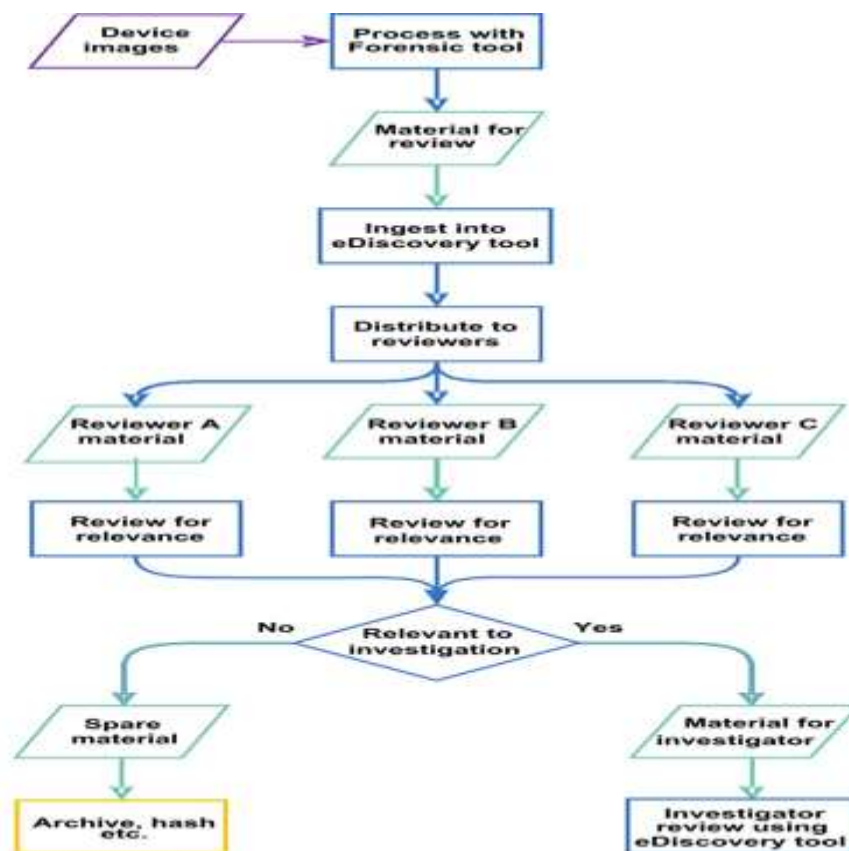 Device
images
Process with
Forensic tool
Material for
review
Ingest into
eDiscovery tool
Distribute to
reviewers
Reviewer A
material
Reviewer B
material
Reviewer C
material
Review for
relevance
Review for
relevance
Review for
relevance
No
Relevant to
investigation
Yes
Spare
material
Material for
investigator
Archive, hash
etc.
Investigator
review using
eDiscovery tool